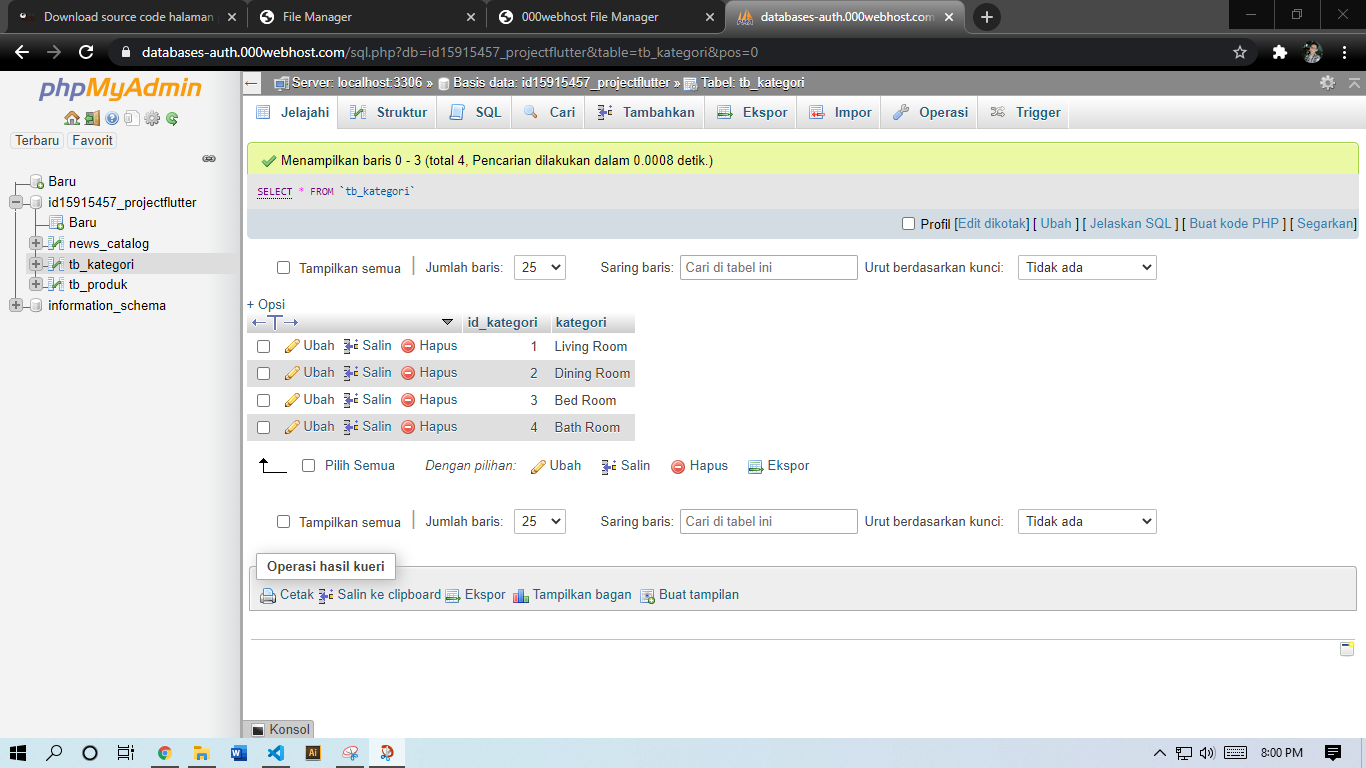 Download source code halaman
File Manager
000webhost File Manager
databases-auth.000webhost.com
databases-auth.000webhost.com/sql.php?db=id15915457_projectflutter&table=tb_kategori&pos=0
phpMyAdmin
Terbaru Favorit
Baru
id15915457_projectflutter
Baru
news_catalog
tb_kategori
tb_produk
information_schema
Server: localhost:3306 » Basis data: id15915457_projectflutter » Tabel: tb_kategori
Jelajahi Struktur SQL Cari Tambahkan Ekspor Impor Operasi Trigger
Menampilkan baris 0 - 3 (total 4, Pencarian dilakukan dalam 0.0008 detik.)
SELECT * FROM `tb_kategori`
Profil [Edit dikotak] [ Ubah ] [ Jelaskan SQL ] [ Buat kode PHP ] [ Segarkan]
Tampilkan semua | Jumlah baris: 25 Saring baris: Cari di tabel ini Urut berdasarkan kunci: Tidak ada
+ Opsi
←T→ id_kategori kategori
Ubah Salin Hapus 1 Living Room
Ubah Salin Hapus 2 Dining Room
Ubah Salin Hapus 3 Bed Room
Ubah Salin Hapus 4 Bath Room
Pilih Semua Dengan pilihan: Ubah Salin Hapus Ekspor
Tampilkan semua | Jumlah baris: 25 Saring baris: Cari di tabel ini Urut berdasarkan kunci: Tidak ada
Operasi hasil kueri
Cetak Salin ke clipboard Ekspor Tampilkan bagan Buat tampilan
Konsol
8:00 PM